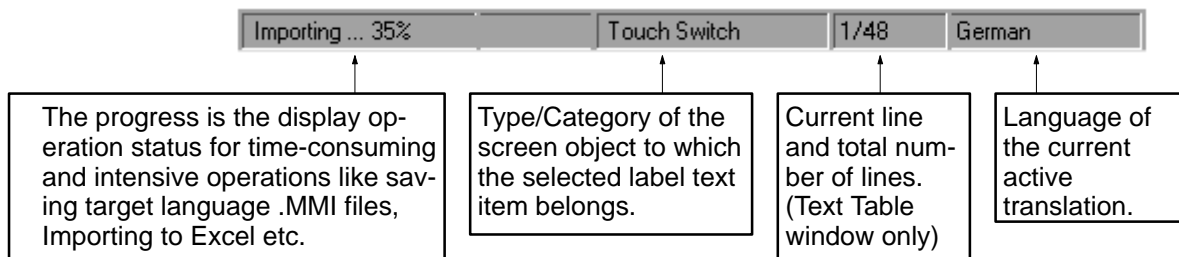 Importing ... 35%
Touch Switch
1/48
German
The progress is the display op-
eration status for time-consuming
and intensive operations like sav-
ing target language .MMI files,
Importing to Excel etc.
Type/Category of the
screen object to which
the selected label text
item belongs.
Current line
and total num-
ber of lines.
(Text Table
window only)
Language of
the current
active
translation.